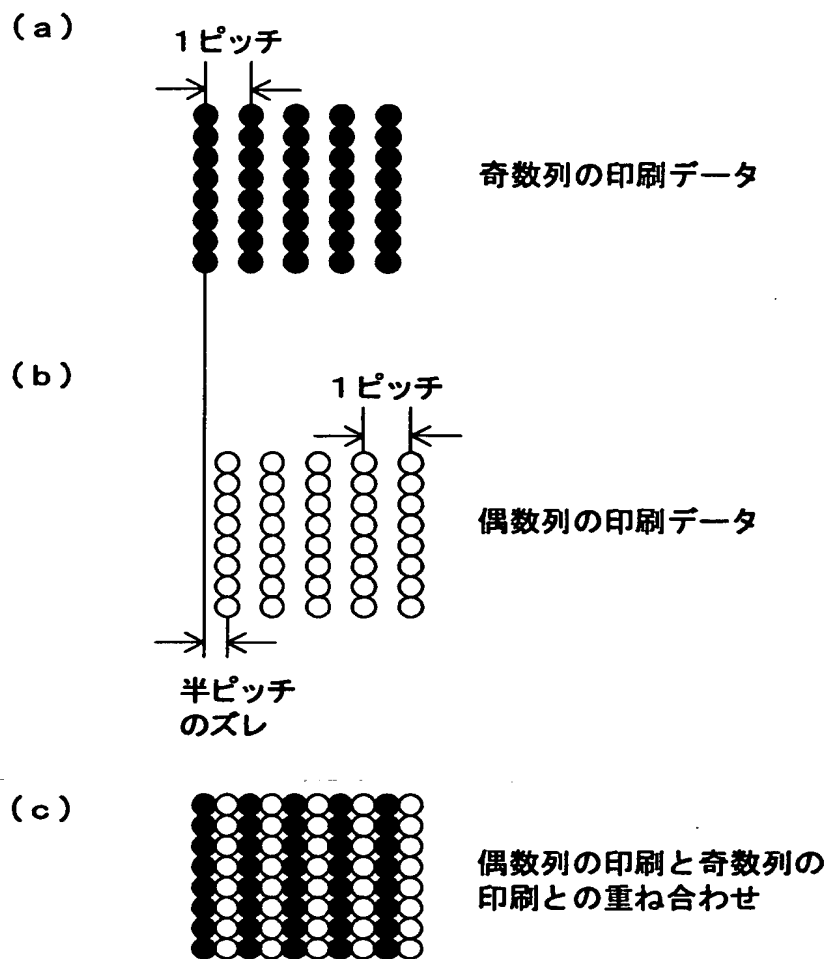 (a)
1ピッチ
奇数列の印刷データ
(b)
1ピッチ
偶数列の印刷データ
半ピッチ
のズレ
(c)
偶数列の印刷と奇数列の
印刷との重ね合わせ